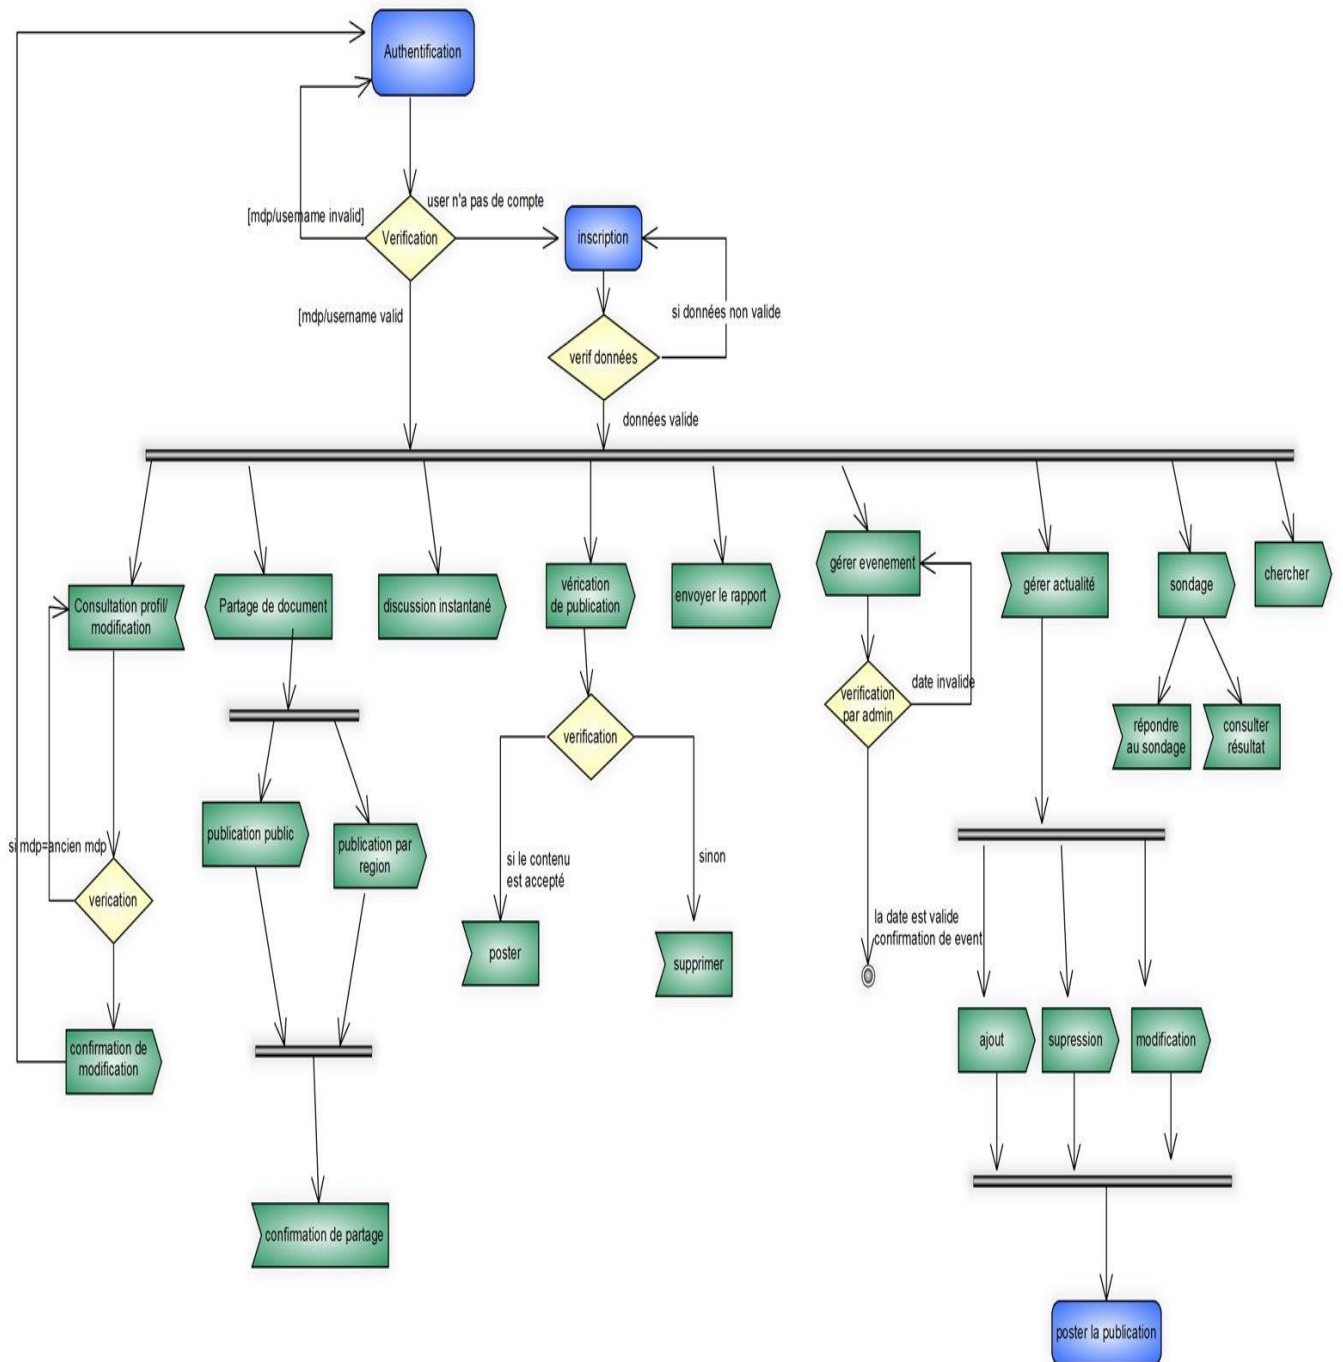 Authentification
user n'a pas de compte
[mdp/username invalid]
Verification
inscription
[mdp/username valid
si données non valide
verif données
données valide
Consultation profil/
modification
Partage de document
discussion instantané
vérication
de publication
envoyer le rapport
gérer evenement
gérer actualité
sondage
chercher
verification
par admin
date invalide
répondre
au sondage
consulter
résultat
verification
publication public
publication par
region
si mdp=ancien mdp
verication
si le contenu
est accepté
sinon
la date est valide
confirmation de event
poster
supprimer
confirmation de
modification
ajout
supression
modification
confirmation de partage
poster la publication